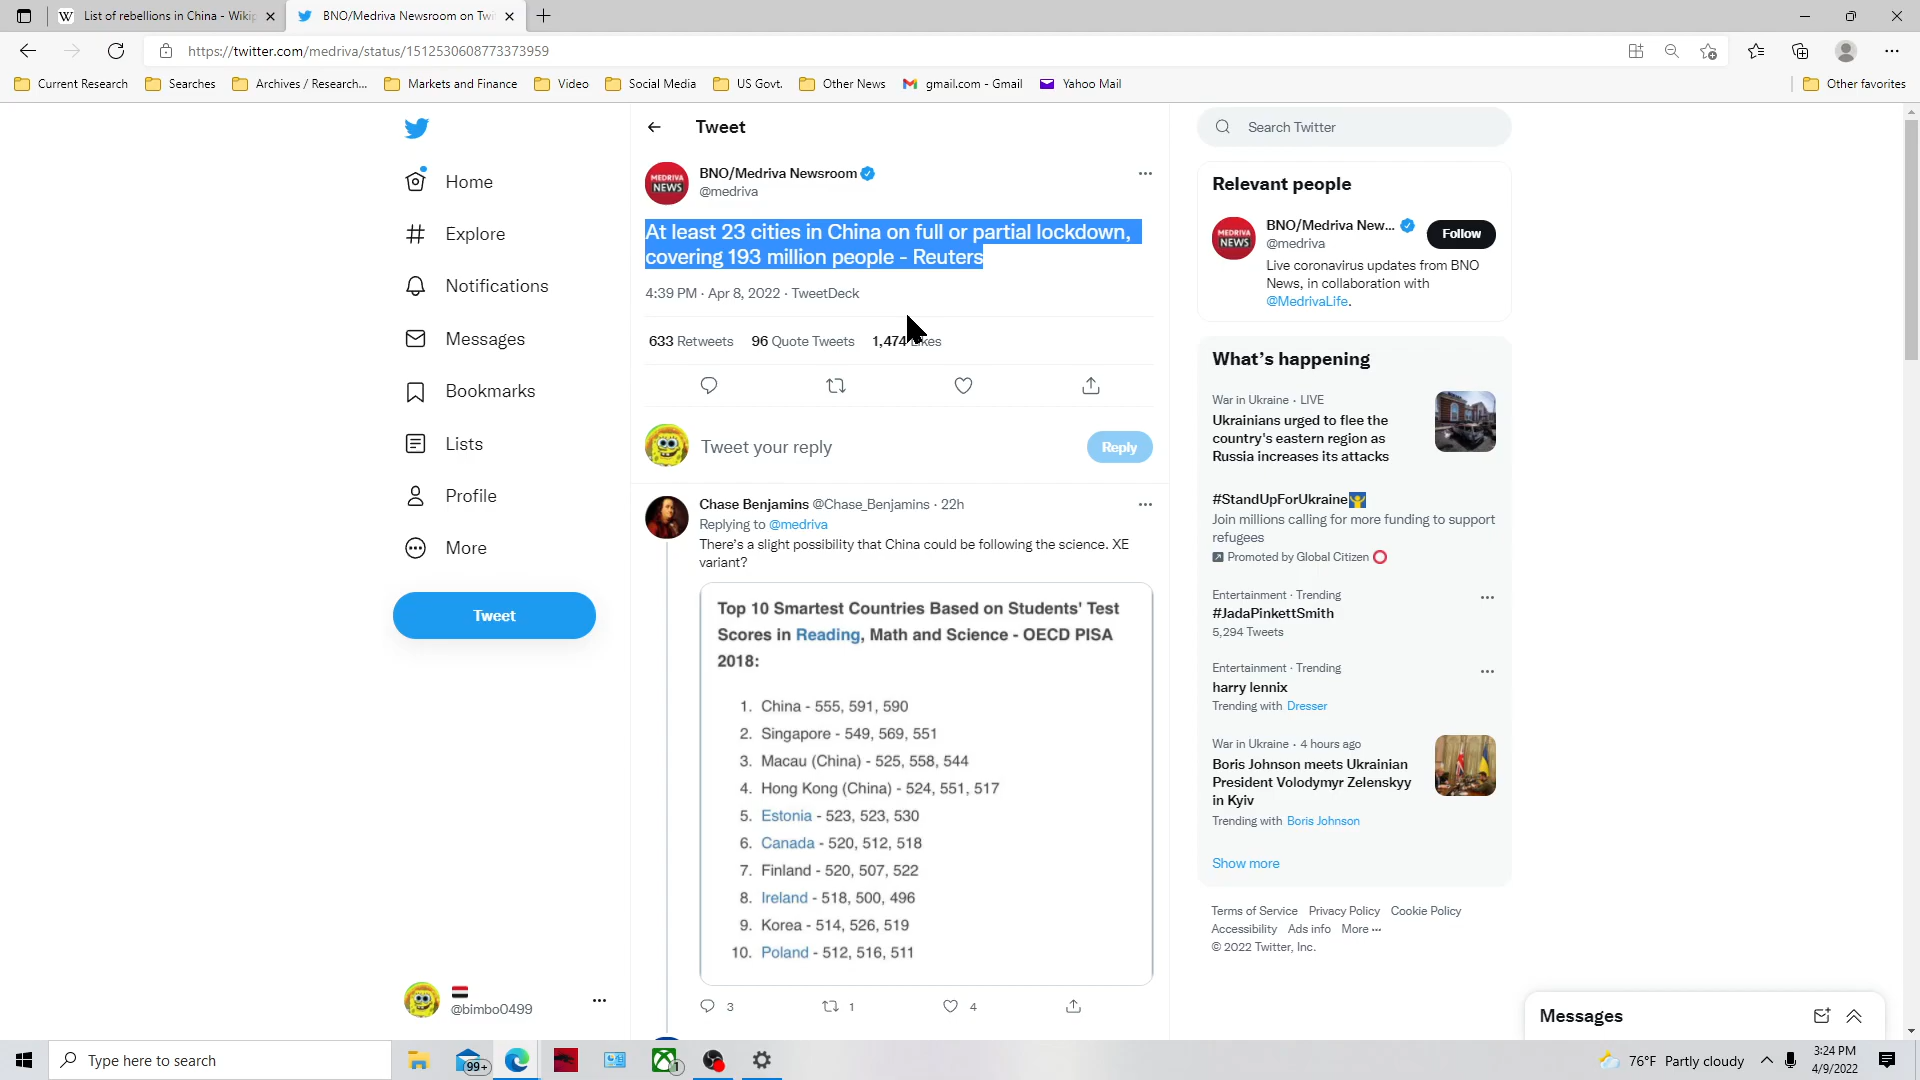 List of rebellions in China - Wikip
BNO/Medriva Newsroom on Twi
https://twitter.com/medriva/status/1512530608773373959
Current Research
Searches
Archives / Research...
Markets and Finance
Video
Social Media
US Govt.
Other News
gmail.com - Gmail
Yahoo Mail
Other favorites
Home
Explore
Notifications
Messages
Bookmarks
Lists
Profile
More
Tweet
@bimbo0499
Tweet
MEDRIVA
NEWS
BNO/Medriva Newsroom
@medriva
At least 23 cities in China on full or partial lockdown,
covering 193 million people - Reuters
4:39 PM · Apr 8, 2022 · TweetDeck
633 Retweets 96 Quote Tweets 1,474
Tweet your reply
Reply
Chase Benjamins @Chase_Benjamins · 22h
Replying to @medriva
There's a slight possibility that China could be following the science. XE
variant?
Top 10 Smartest Countries Based on Students' Test
Scores in Reading, Math and Science - OECD PISA
2018:
1. China - 555, 591, 590
2. Singapore - 549, 569, 551
3. Macau (China) - 525, 558, 544
4. Hong Kong (China) - 524, 551, 517
5. Estonia - 523, 523, 530
6. Canada - 520, 512, 518
7. Finland - 520, 507, 522
8. Ireland - 518, 500, 496
9. Korea - 514, 526, 519
10. Poland - 512, 516, 511
3
1
4
Search Twitter
Relevant people
MEDRIVA
NEWS
BNO/Medriva New...
@medriva
Follow
Live coronavirus updates from BNO
News, in collaboration with
@MedrivaLife.
What's happening
War in Ukraine · LIVE
Ukrainians urged to flee the
country's eastern region as
Russia increases its attacks
#StandUpForUkraine
Join millions calling for more funding to support
refugees
Promoted by Global Citizen
Entertainment · Trending
#JadaPinkettSmith
5,294 Tweets
Entertainment · Trending
harry lennix
Trending with Dresser
War in Ukraine · 4 hours ago
Boris Johnson meets Ukrainian
President Volodymyr Zelenskyy
in Kyiv
Trending with Boris Johnson
Show more
Terms of Service Privacy Policy Cookie Policy
Accessibility Ads info More ···
© 2022 Twitter, Inc.
Messages
Type here to search
99+
1
76°F Partly cloudy
3:24 PM
4/9/2022